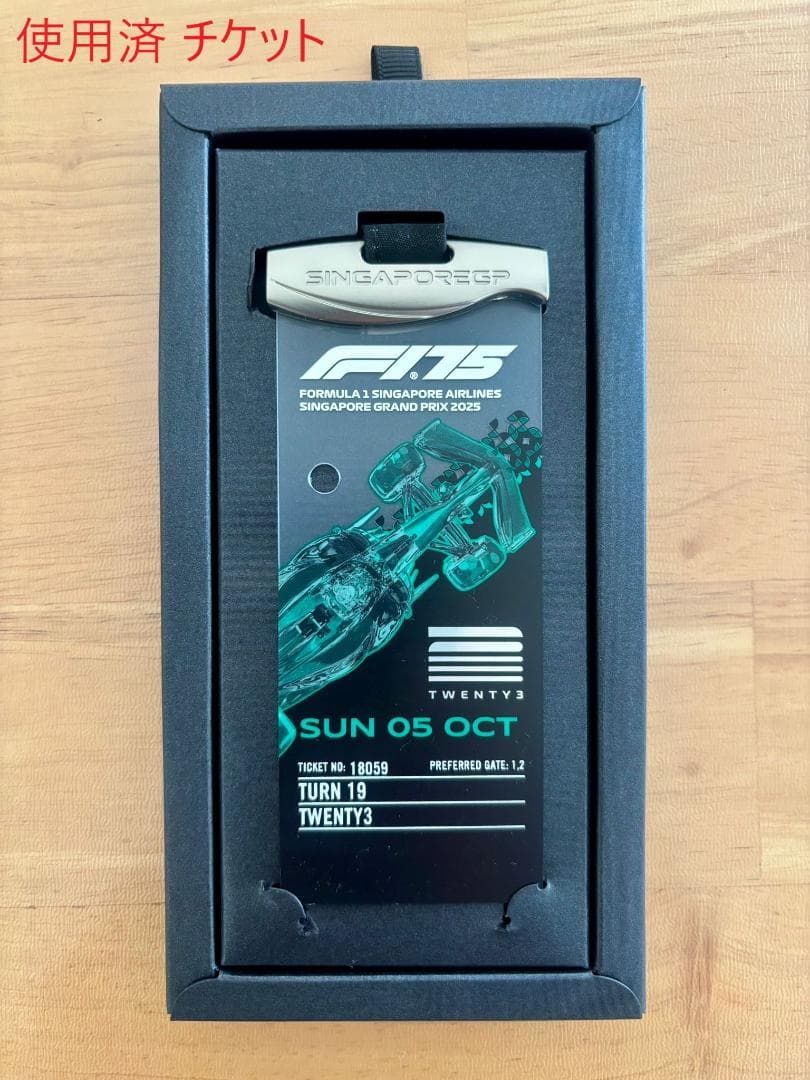 使用済 チケット
SINGAPOREGP
F1.75
FORMULA 1 SINGAPORE AIRLINES
SINGAPORE GRAND PRIX 2025
TWENTY3
SUN 05 OCT
TICKET NO: 18059 PREFERRED GATE: 1,2
TURN 19
TWENTY3